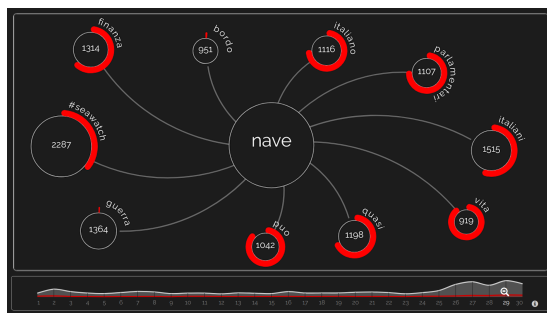 finanza
1314
bordo
951
italiano
1116
parlamentari
1107
#seawatch
2287
nave
italiani
1515
guerra
1364
può
1042
quasi
1198
vita
919
1 2 3 4 5 6 7 8 9 10 11 12 13 14 15 16 17 18 19 20 21 22 23 24 25 26 27 28 29 30